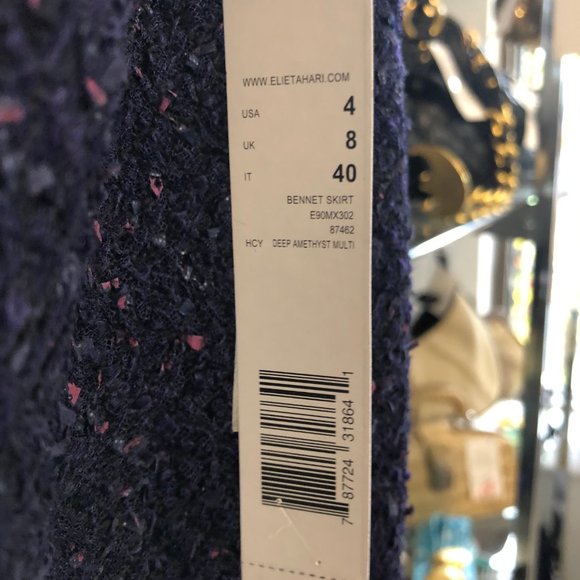 WWW.ELIETAHARI.COM
USA 4
UK 8
IT 40
BENNET SKIRT
E90MX302
87462
HCY DEEP AMETHYST MULTI
7 87724 31864 1